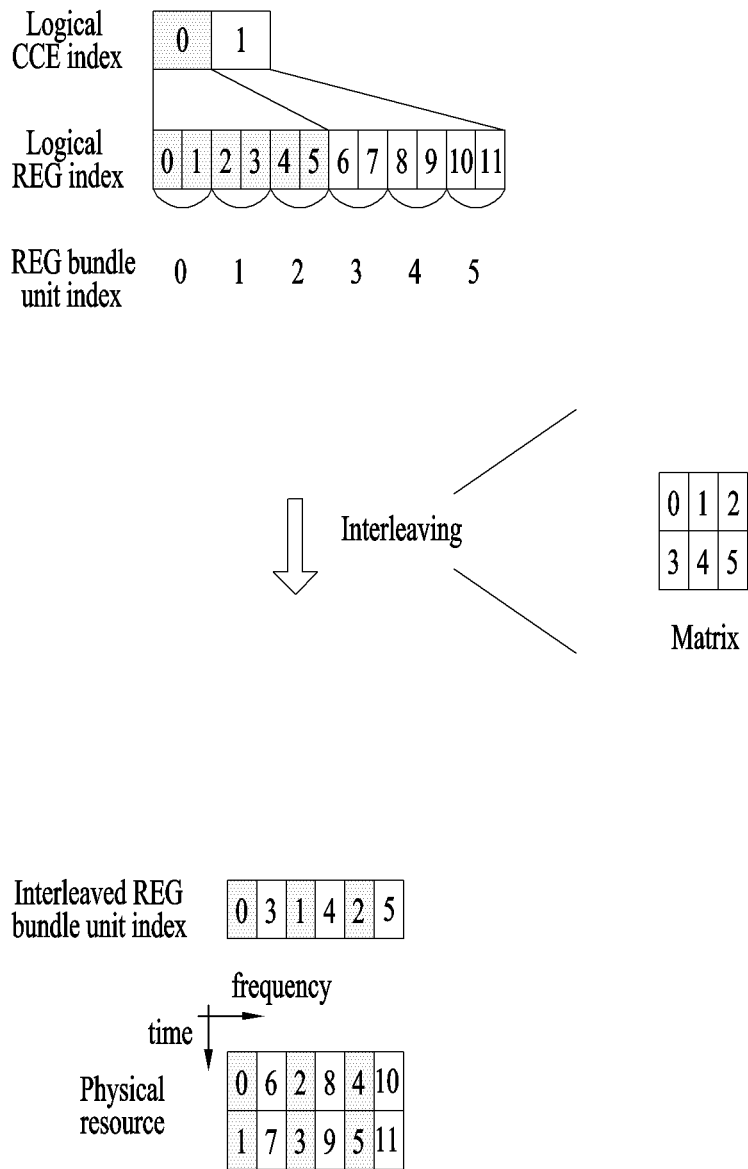 Logical
CCE index
0 1
Logical
REG index
0 1 2 3 4 5 6 7 8 9 10 11
REG bundle
unit index
0 1 2 3 4 5
Interleaving
0 1 2
3 4 5
Matrix
Interleaved REG
bundle unit index
0 3 1 4 2 5
frequency
time
Physical
resource
0 6 2 8 4 10
1 7 3 9 5 11